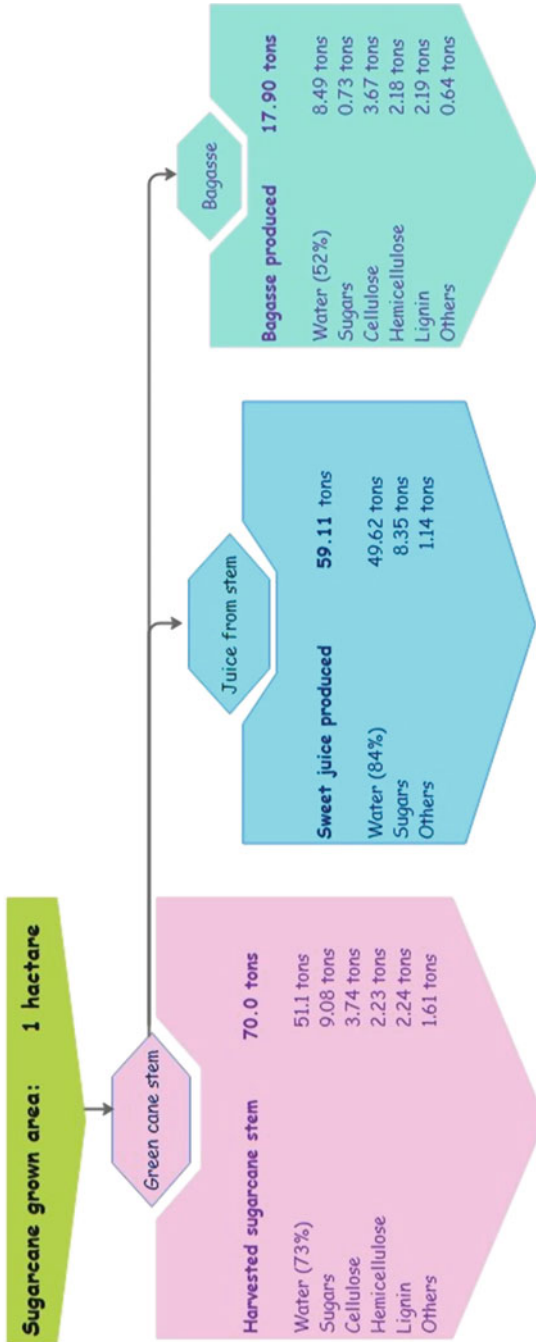 Sugarcane grown area: 1 hactare
Green cane stem
Harvested sugarcane stem 70.0 tons
Water (73%) 51.1 tons
Sugars 9.08 tons
Cellulose 3.74 tons
Hemicellulose 2.23 tons
Lignin 2.24 tons
Others 1.61 tons
Juice from stem
Sweet juice produced 59.11 tons
Water (84%) 49.62 tons
Sugars 8.35 tons
Others 1.14 tons
Bagasse
Bagasse produced 17.90 tons
Water (52%) 8.49 tons
Sugars 0.73 tons
Cellulose 3.67 tons
Hemicellulose 2.18 tons
Lignin 2.19 tons
Others 0.64 tons